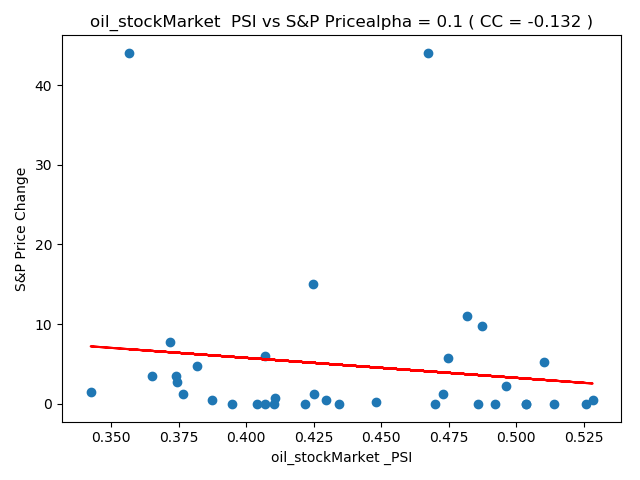 oil_stockMarket  PSI vs S&P Pricealpha = 0.1 ( CC = -0.132 )
S&P Price Change
40
30
20
10
0
0.350 0.375 0.400 0.425 0.450 0.475 0.500 0.525
oil_stockMarket _PSI